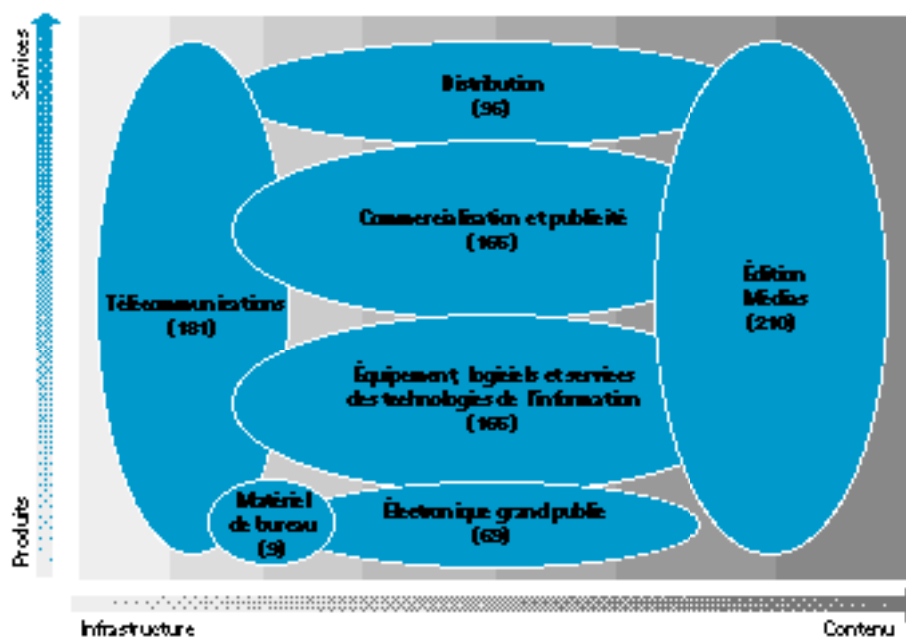 Services
Distribution
(96)
Commercialisation et publicité
(165)
Télécommunications
(181)
Édition
Médias
(210)
Équipement, logiciels et services
des technologies de l'information
(165)
Matériel
de bureau
(9)
Électronique grand public
(69)
Produits
Infrastructure
Contenu